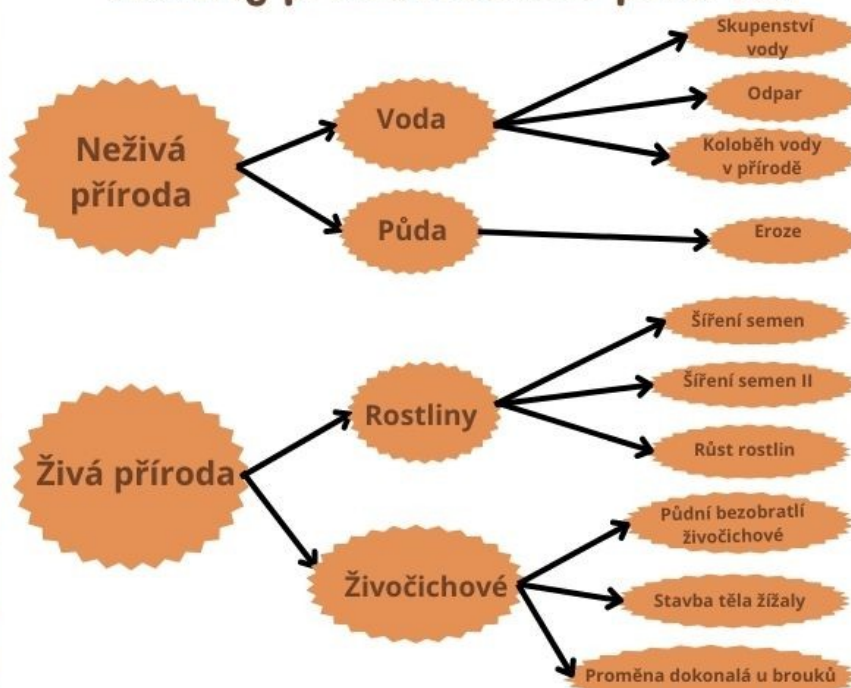 Neživá
příroda
Voda
Skupenství
vody
Odpar
Koloběh vody
v přírodě
Půda
Eroze
Živá příroda
Rostliny
Šíření semen
Šíření semen II
Růst rostlin
Živočichové
Půdní bezobratlí
živočichové
Stavba těla žížaly
Proměna dokonalá u brouků